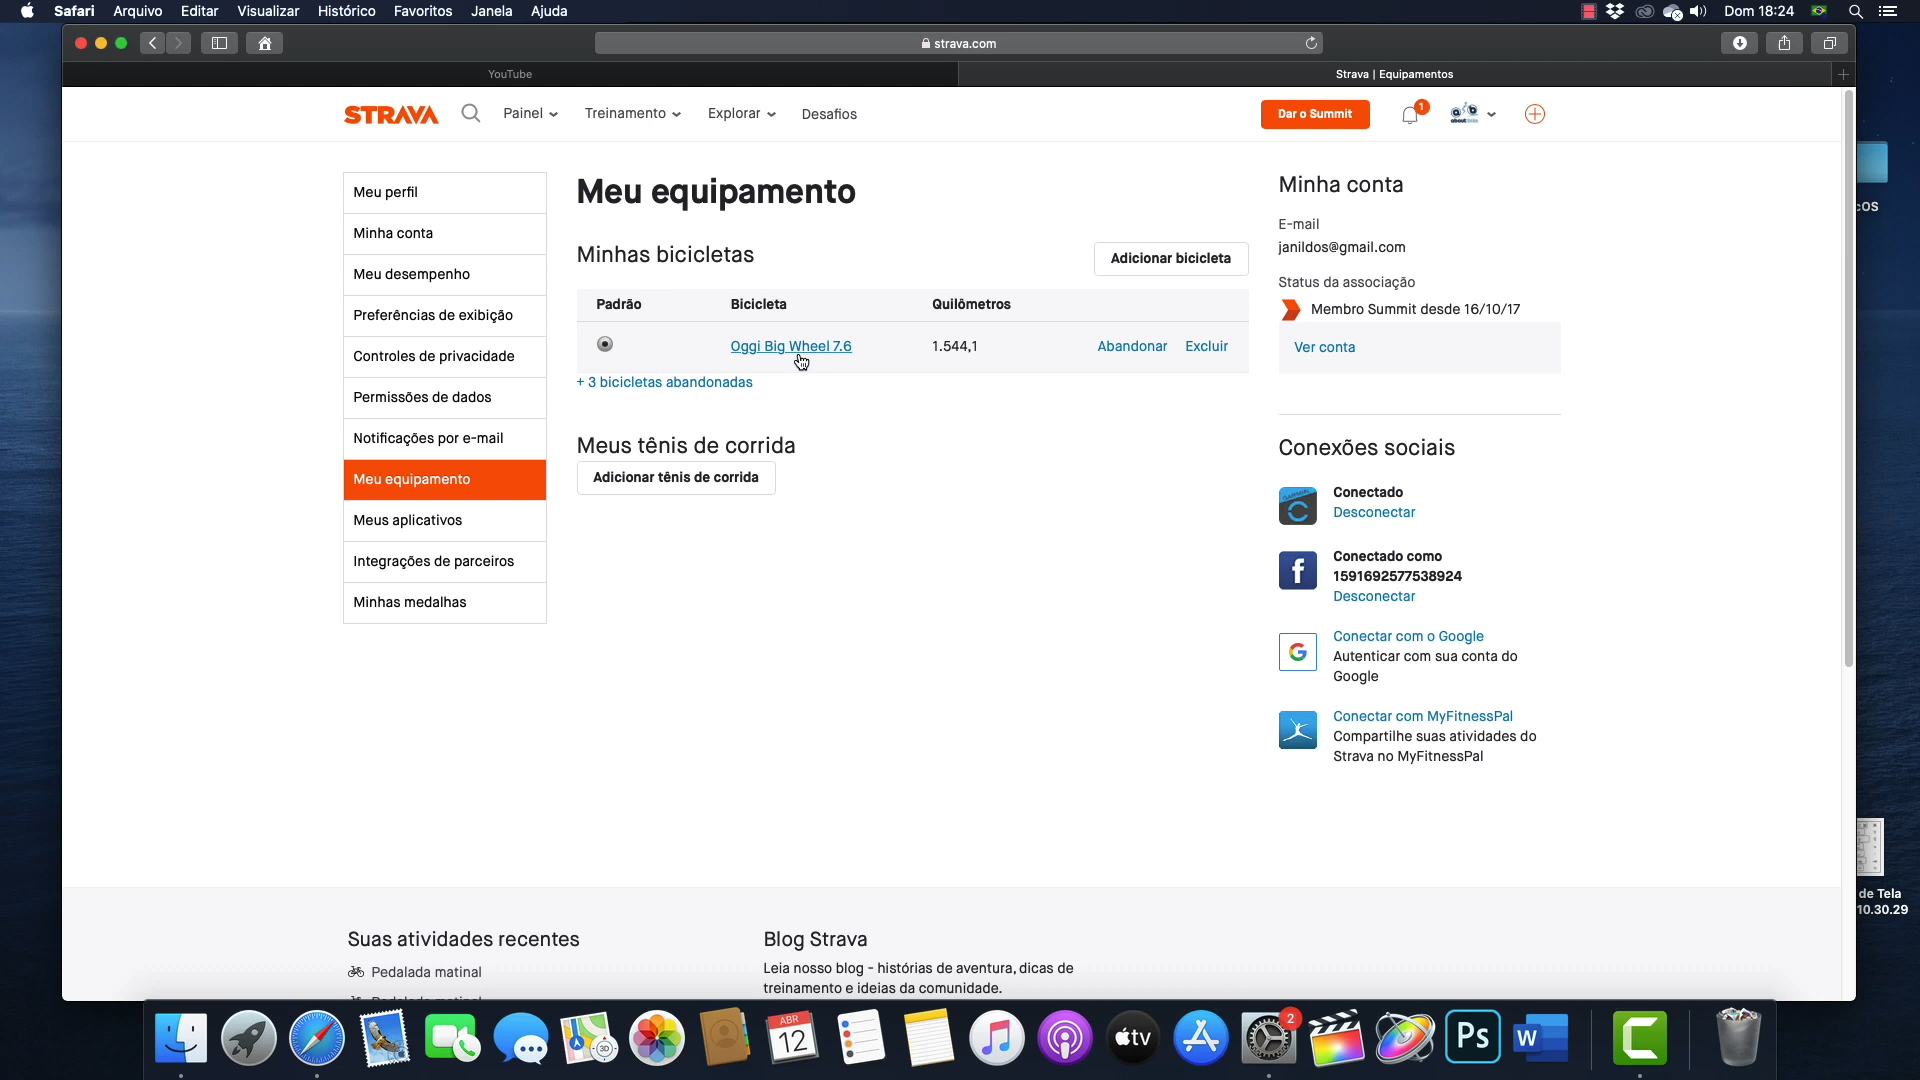 Safari Arquivo Editar Visualizar Histórico Favoritos Janela Ajuda
Dom 18:24
strava.com
YouTube
Strava | Equipamentos
STRAVA
Painel
Treinamento
Explorar
Desafios
Dar o Summit
1
Meu perfil
Minha conta
Meu desempenho
Preferências de exibição
Controles de privacidade
Permissões de dados
Notificações por e-mail
Meu equipamento
Meus aplicativos
Integrações de parceiros
Minhas medalhas
Meu equipamento
Minhas bicicletas
Adicionar bicicleta
Padrão Bicicleta Quilômetros
Oggi Big Wheel 7.6 1.544,1 Abandonar Excluir
+ 3 bicicletas abandonadas
Meus tênis de corrida
Adicionar tênis de corrida
Minha conta
E-mail
janildos@gmail.com
Status da associação
Membro Summit desde 16/10/17
Ver conta
Conexões sociais
Conectado
Desconectar
Conectado como
1591692577538924
Desconectar
Conectar com o Google
Autenticar com sua conta do
Google
Conectar com MyFitnessPal
Compartilhe suas atividades do
Strava no MyFitnessPal
Suas atividades recentes
Pedalada matinal
Blog Strava
Leia nosso blog - histórias de aventura, dicas de
treinamento e ideias da comunidade.
de Tela
10.30.29
ABR
12
3D
tv
2
Ps
W